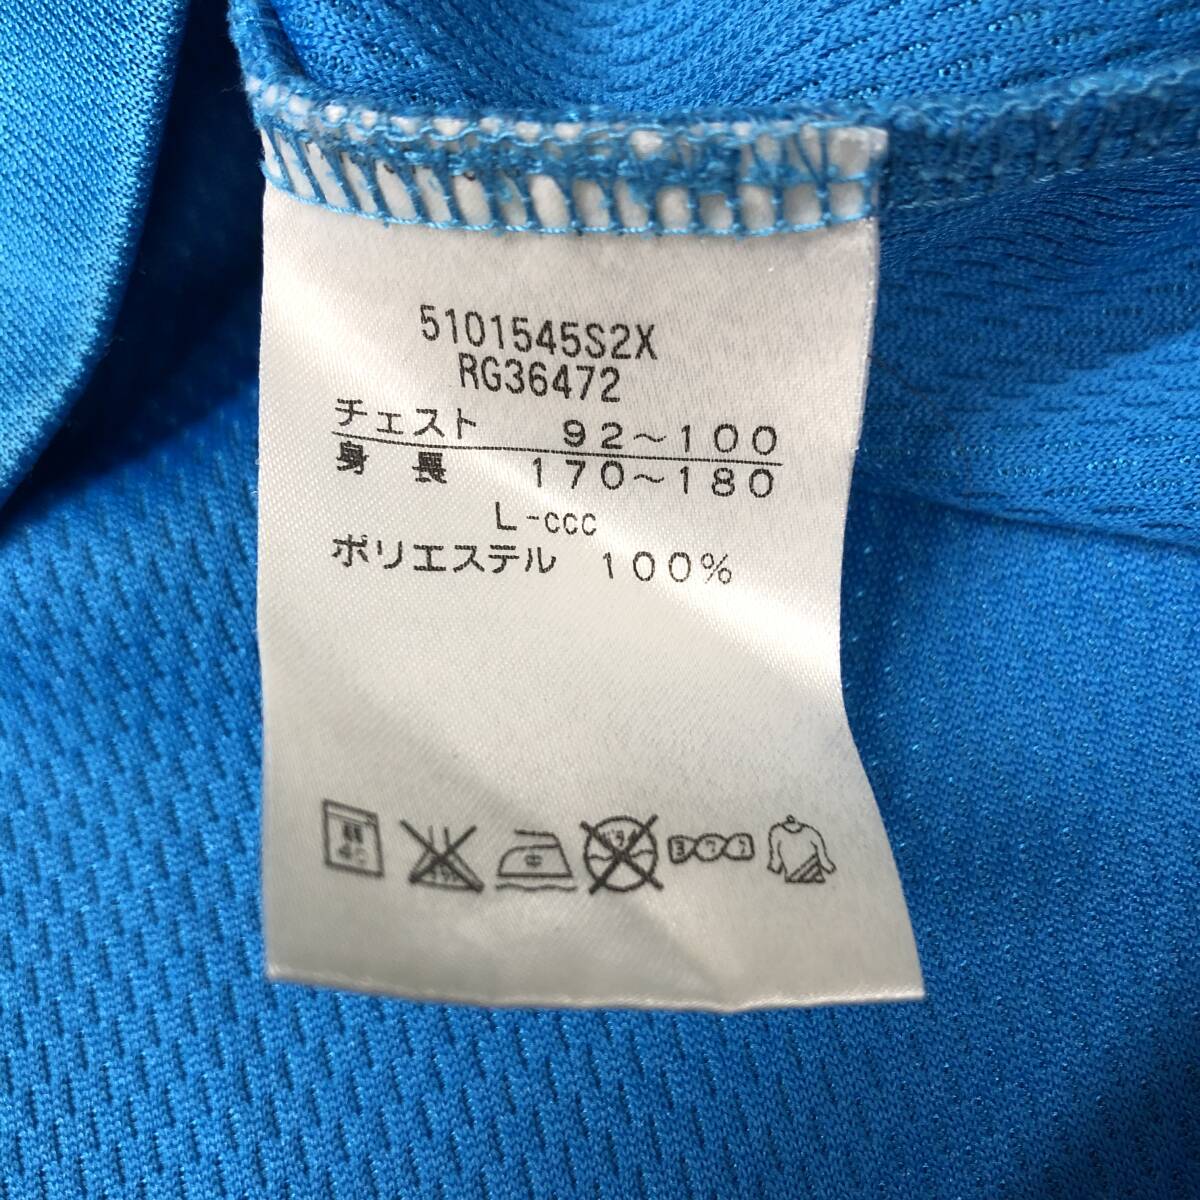 5101545S2X
RG36472
チェスト 92～100
身長 170～180
L-ccc
ポリエステル 100%
中